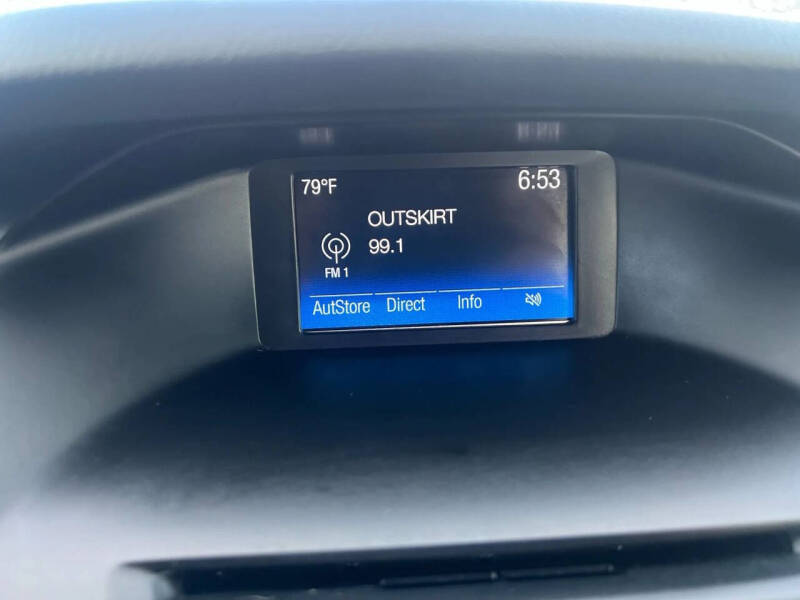 79°F 6:53
OUTSKIRT
99.1
FM 1
AutStore Direct Info